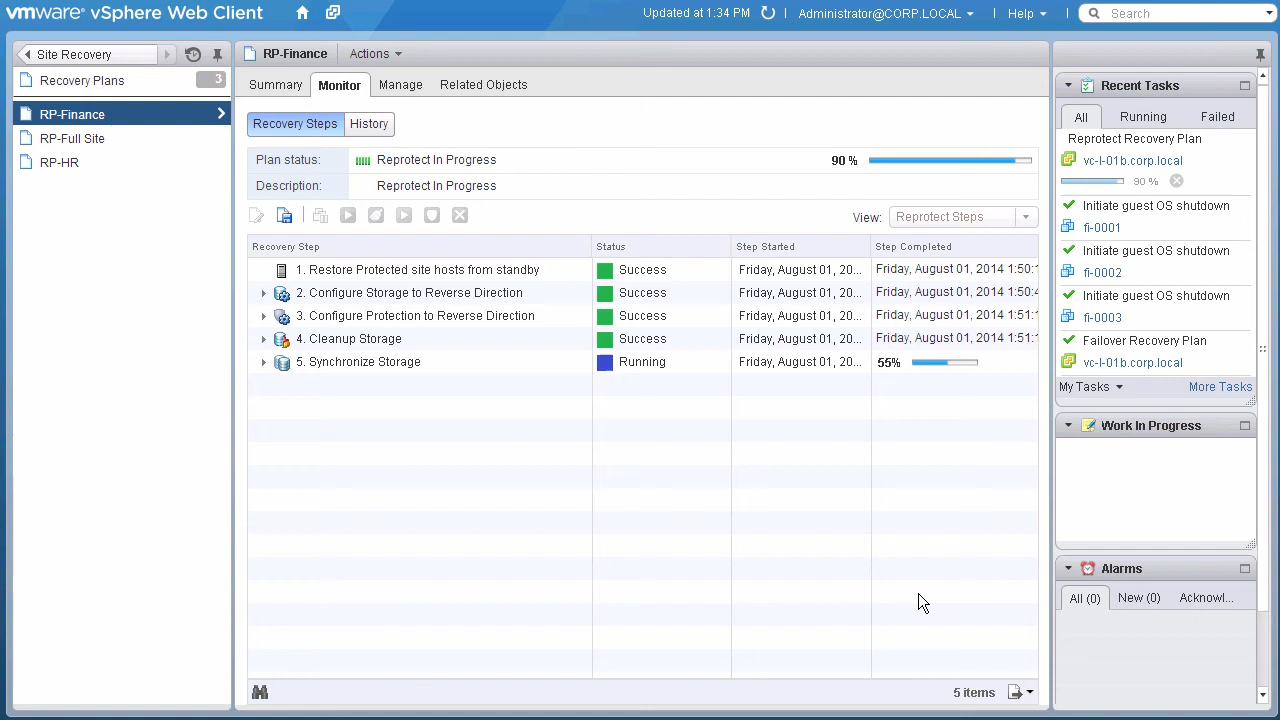 vmware® vSphere Web Client
Updated at 1:34 PM
Administrator@CORP.LOCAL
Help
Search
Site Recovery
Recovery Plans 3
RP-Finance
RP-Full Site
RP-HR
RP-Finance Actions
Summary Monitor Manage Related Objects
Recovery Steps History
Plan status: Reprotect In Progress 90 %
Description: Reprotect In Progress
View: Reprotect Steps
Recovery Step Status Step Started Step Completed
1. Restore Protected site hosts from standby Success Friday, August 01, 20... Friday, August 01, 2014 1:50:
2. Configure Storage to Reverse Direction Success Friday, August 01, 20... Friday, August 01, 2014 1:50:4
3. Configure Protection to Reverse Direction Success Friday, August 01, 20... Friday, August 01, 2014 1:51:1
4. Cleanup Storage Success Friday, August 01, 20... Friday, August 01, 2014 1:51:1
5. Synchronize Storage Running Friday, August 01, 20... 55%
5 items
Recent Tasks
All Running Failed
Reprotect Recovery Plan
vc-l-01b.corp.local
90 %
Initiate guest OS shutdown
fi-0001
Initiate guest OS shutdown
fi-0002
Initiate guest OS shutdown
fi-0003
Failover Recovery Plan
vc-l-01b.corp.local
My Tasks More Tasks
Work In Progress
Alarms
All (0) New (0) Acknowl...